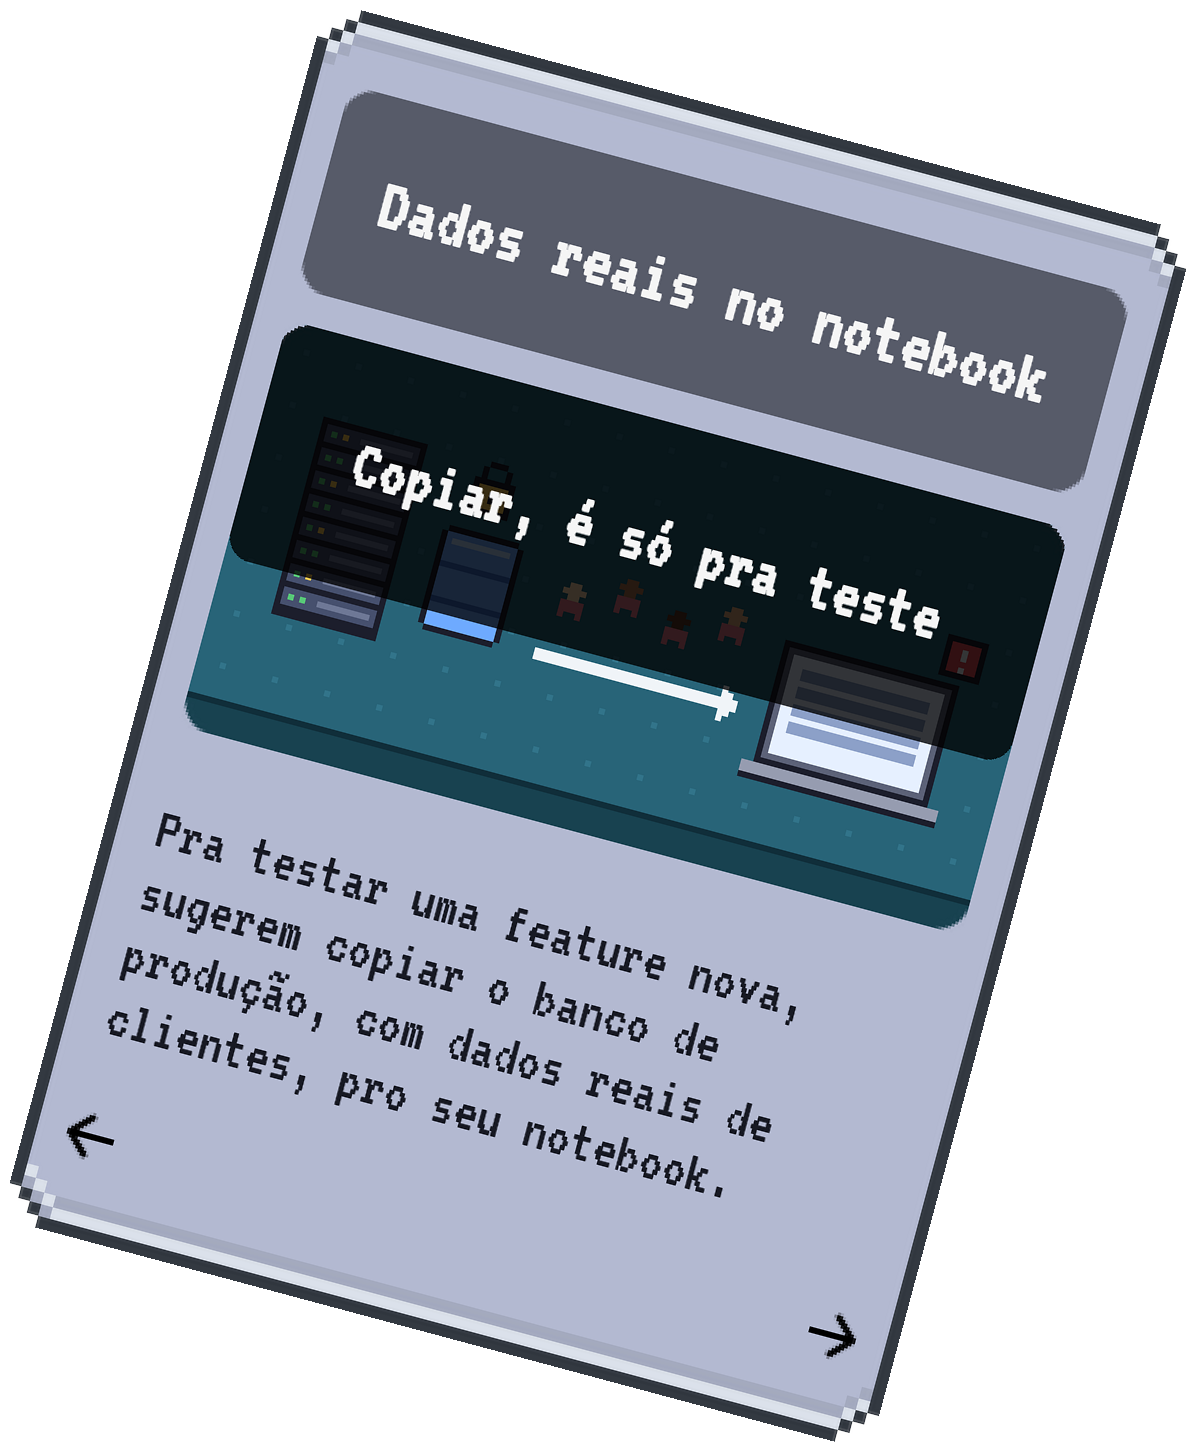 Dados reais no notebook
Copiar, é só pra teste
Pra testar uma feature nova,
sugerem copiar o banco de
produção, com dados reais de
clientes, pro seu notebook.